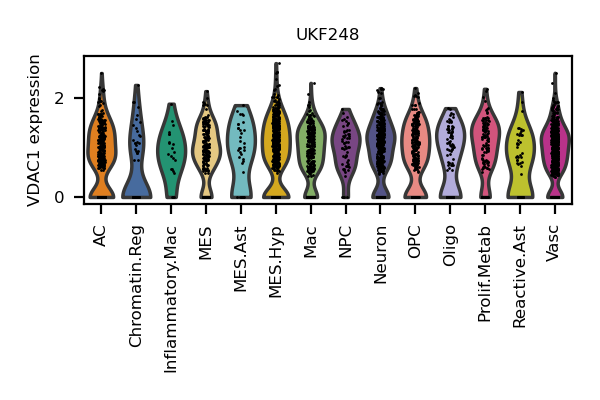 UKF248
VDAC1 expression
2
0
AC
Chromatin.Reg
Inflammatory.Mac
MES
MES.Ast
MES.Hyp
Mac
NPC
Neuron
OPC
Oligo
Prolif.Metab
Reactive.Ast
Vasc